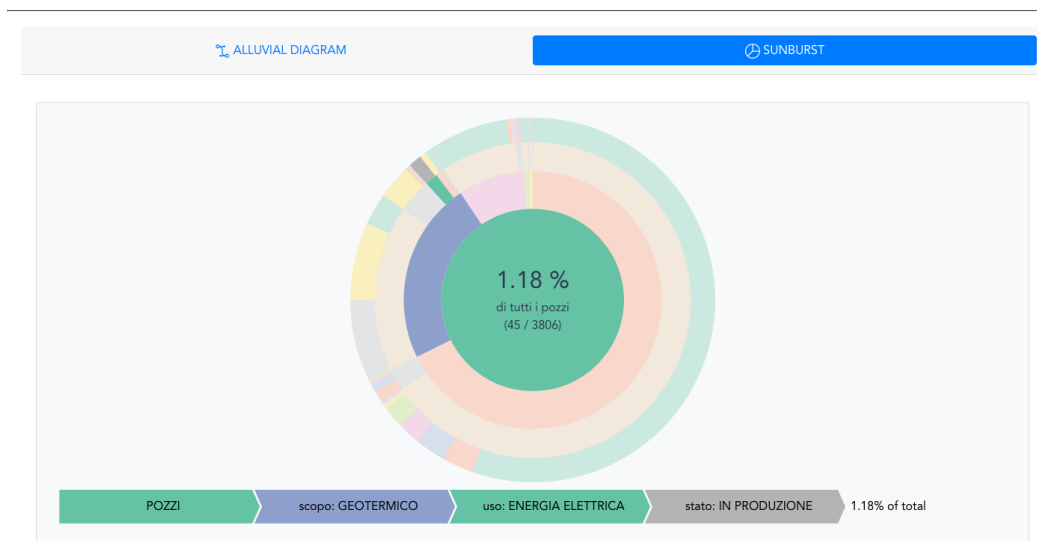 ALLUVIAL DIAGRAM
SUNBURST
1.18 %
di tutti i pozzi
(45 / 3806)
POZZI
scopo: GEOTERMICO
uso: ENERGIA ELETTRICA
stato: IN PRODUZIONE
1.18% of total